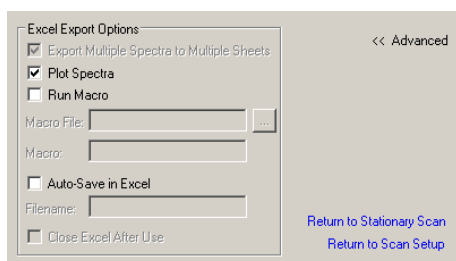 Excel Export Options
Export Multiple Spectra to Multiple Sheets
<< Advanced
Plot Spectra
Run Macro
Macro File:
...
Macro:
Auto-Save in Excel
Filename:
Return to Stationary Scan
Close Excel After Use
Return to Scan Setup